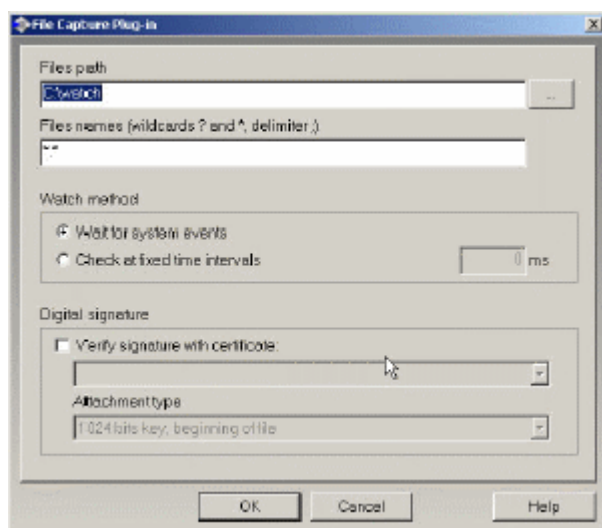 File Capture Plug-in
Files path
C:\watch
...
Files names (wildcards ? and *, delimiter ;)
*.*
Watch method
Wait for system events
Check at fixed time intervals
0 ms
Digital signature
Verify signature with certificate:
Attachment type
1024 bits key, beginning of file
OK Cancel Help